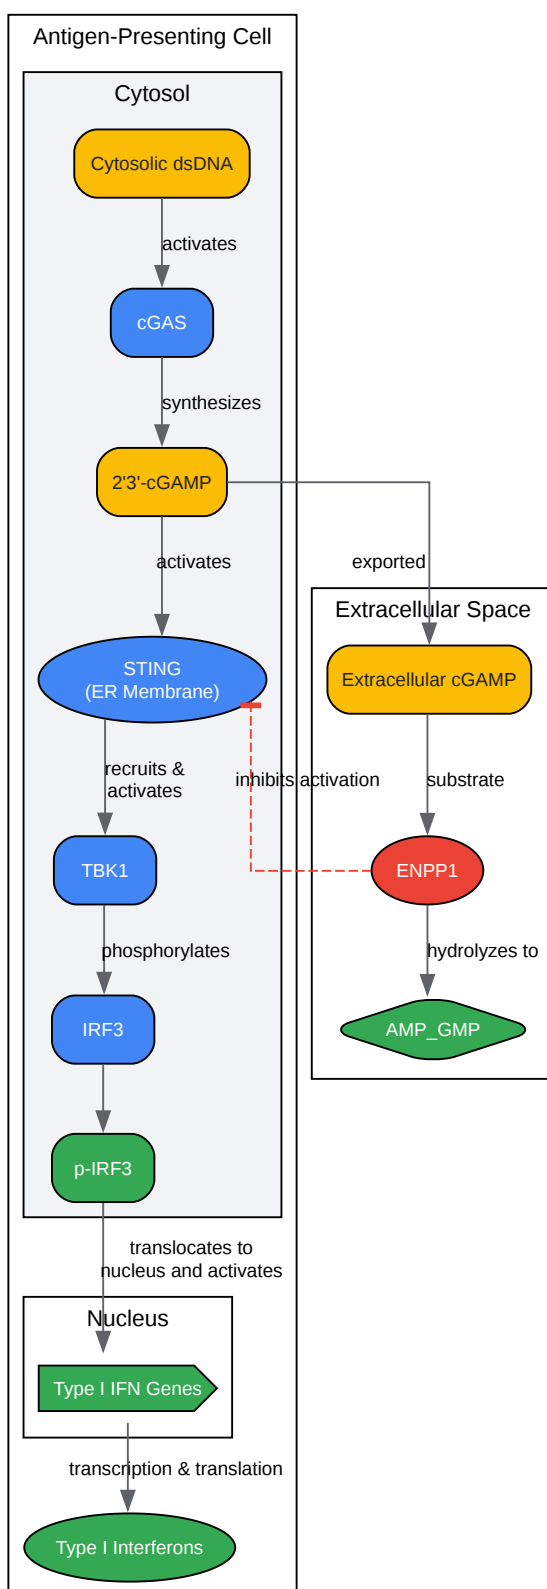 Antigen-Presenting Cell
Cytosol
Cytosolic dsDNA
activates
cGAS
synthesizes
2'3'-cGAMP
activates
exported
Extracellular Space
STING
(ER Membrane)
Extracellular cGAMP
recruits &
activates
inhibits activation
substrate
TBK1
ENPP1
phosphorylates
hydrolyzes to
IRF3
AMP_GMP
p-IRF3
translocates to
nucleus and activates
Nucleus
Type I IFN Genes
transcription & translation
Type I Interferons